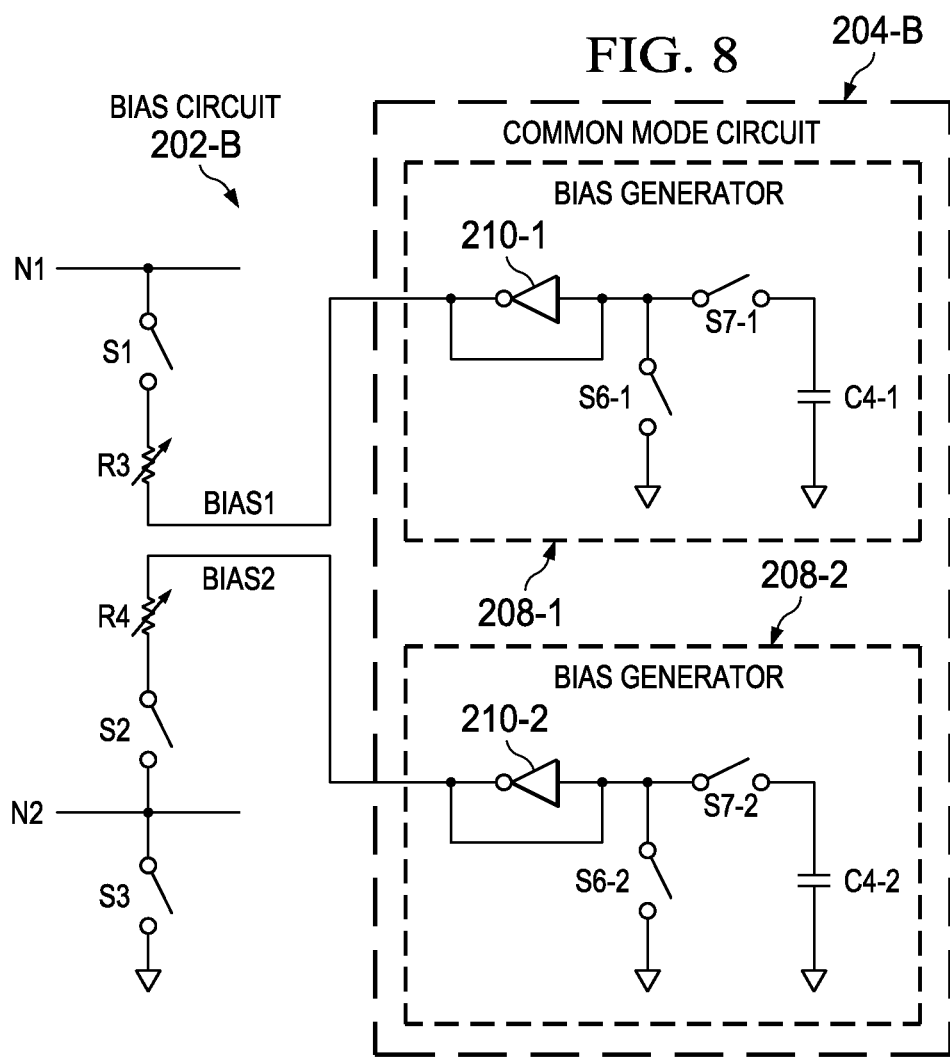 FIG. 8
204-B
BIAS CIRCUIT
202-B
COMMON MODE CIRCUIT
BIAS GENERATOR
210-1
N1
S1
S7-1
S6-1
C4-1
R3
BIAS1
BIAS2
208-1
208-2
R4
BIAS GENERATOR
210-2
S2
S7-2
N2
S6-2
C4-2
S3